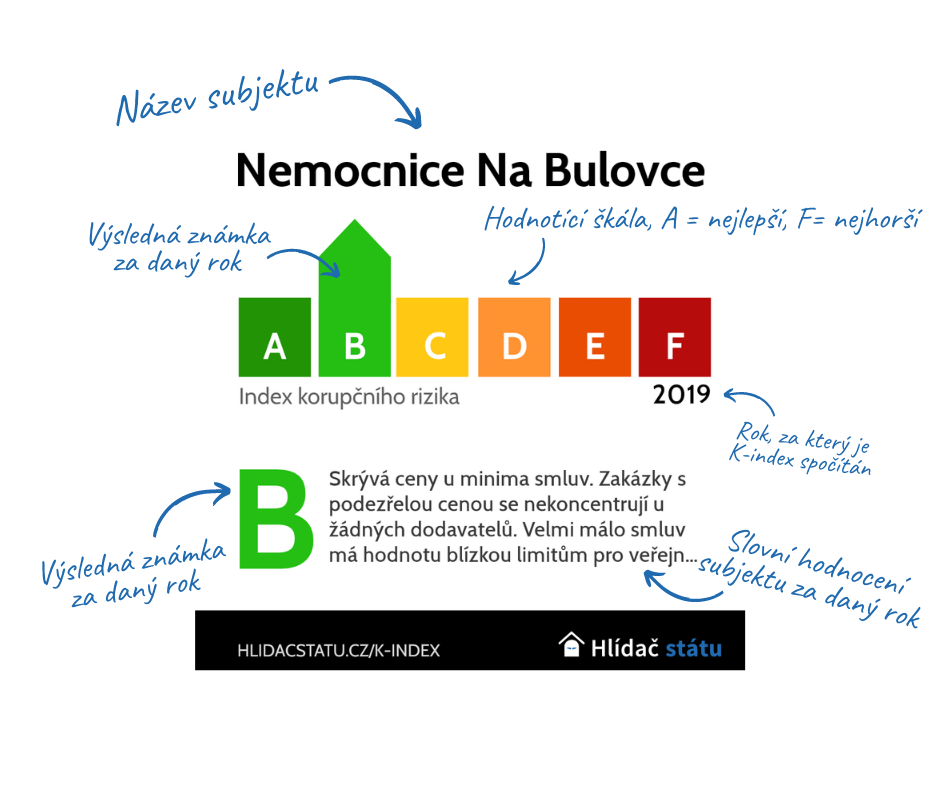 Název subjektu
Nemocnice Na Bulovce
Hodnotící škála, A = nejlepší, F= nejhorší
Výsledná známka
za daný rok
A B C D E F
Index korupčního rizika
2019
Rok, za který je
K-index spočítán
B
Skrývá ceny u minima smluv. Zakázky s
podezřelou cenou se nekoncentrují u
žádných dodavatelů. Velmi málo smluv
má hodnotu blízkou limitům pro veřejn...
Výsledná známka
za daný rok
Slovní hodnocení
subjektu za daný rok
HLIDACSTATU.CZ/K-INDEX
Hlídač státu